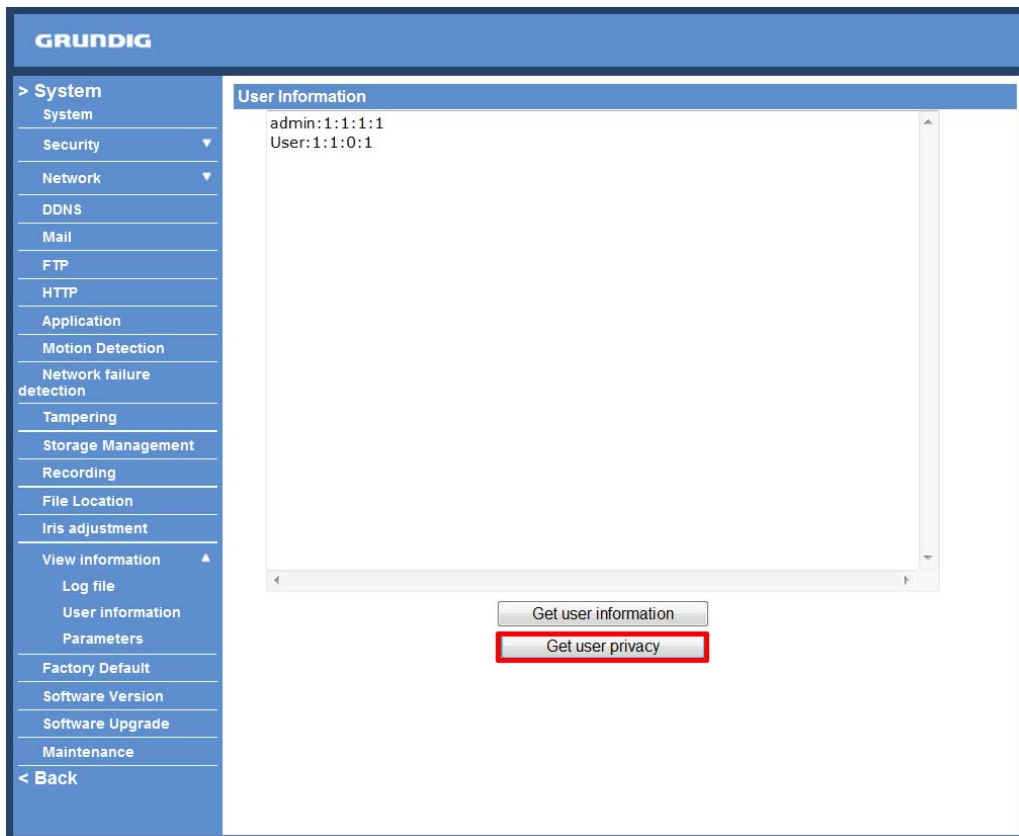 GRUNDIG
> System
System
Security
Network
DDNS
Mail
FTP
HTTP
Application
Motion Detection
Network failure
detection
Tampering
Storage Management
Recording
File Location
Iris adjustment
View information
Log file
User information
Parameters
Factory Default
Software Version
Software Upgrade
Maintenance
< Back
User Information
admin:1:1:1:1
User:1:1:0:1
Get user information
Get user privacy